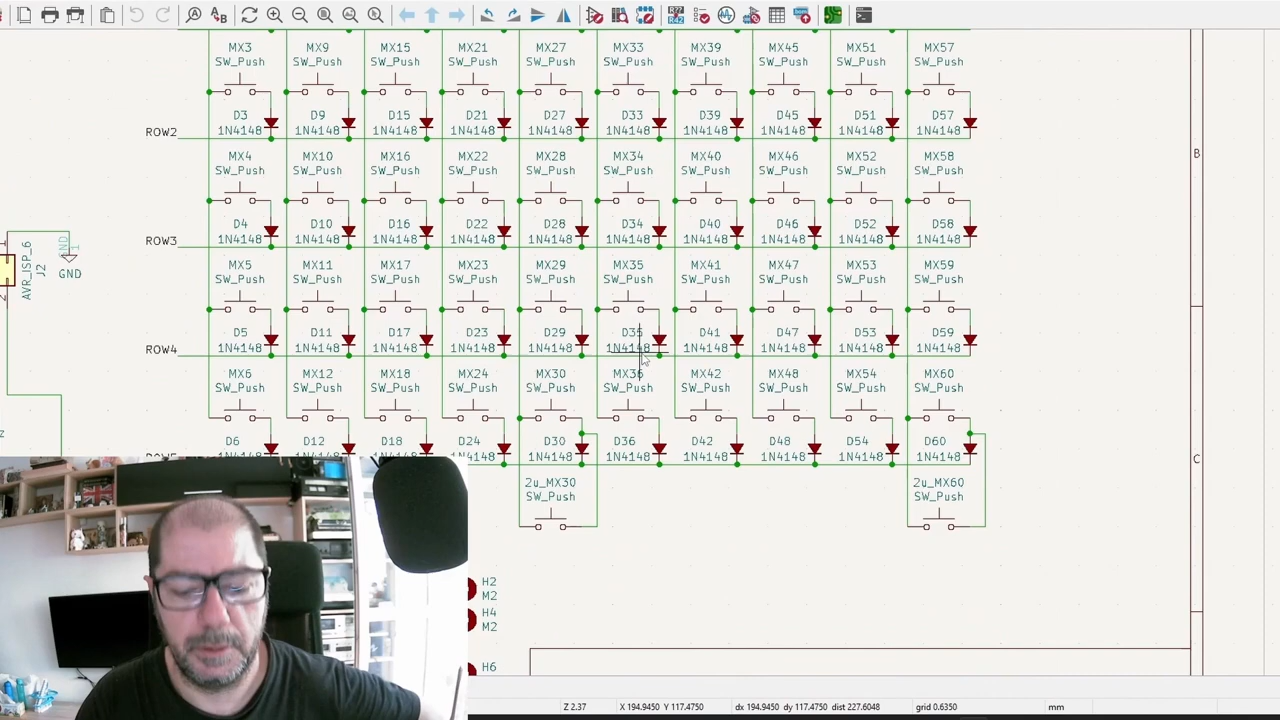 MX3 MX9 MX15 MX21 MX27 MX33 MX39 MX45 MX51 MX57
SW_Push SW_Push SW_Push SW_Push SW_Push SW_Push SW_Push SW_Push SW_Push SW_Push
D3 D9 D15 D21 D27 D33 D39 D45 D51 D57
ROW2 1N4148 1N4148 1N4148 1N4148 1N4148 1N4148 1N4148 1N4148 1N4148 1N4148
MX4 MX10 MX16 MX22 MX28 MX34 MX40 MX46 MX52 MX58
SW_Push SW_Push SW_Push SW_Push SW_Push SW_Push SW_Push SW_Push SW_Push SW_Push
D4 D10 D16 D22 D28 D34 D40 D46 D52 D58
ROW3 1N4148 1N4148 1N4148 1N4148 1N4148 1N4148 1N4148 1N4148 1N4148 1N4148
MX5 MX11 MX17 MX23 MX29 MX35 MX41 MX47 MX53 MX59
SW_Push SW_Push SW_Push SW_Push SW_Push SW_Push SW_Push SW_Push SW_Push SW_Push
D5 D11 D17 D23 D29 D35 D41 D47 D53 D59
ROW4 1N4148 1N4148 1N4148 1N4148 1N4148 1N4148 1N4148 1N4148 1N4148 1N4148
MX6 MX12 MX18 MX24 MX30 MX36 MX42 MX48 MX54 MX60
SW_Push SW_Push SW_Push SW_Push SW_Push SW_Push SW_Push SW_Push SW_Push SW_Push
D6 D12 D18 D24 D30 D36 D42 D48 D54 D60
1N4148 1N4148 1N4148 1N4148 1N4148 1N4148 1N4148 1N4148 1N4148 1N4148
2u_MX30 2u_MX60
SW_Push SW_Push
AVR_ISP_6
J2
GND
1
GND
B
C
H2
M2
H4
M2
H6
Z 2.37 X 194.9450 Y 117.4750 dx 194.9450 dy 117.4750 dist 227.6048 grid 0.6350 mm